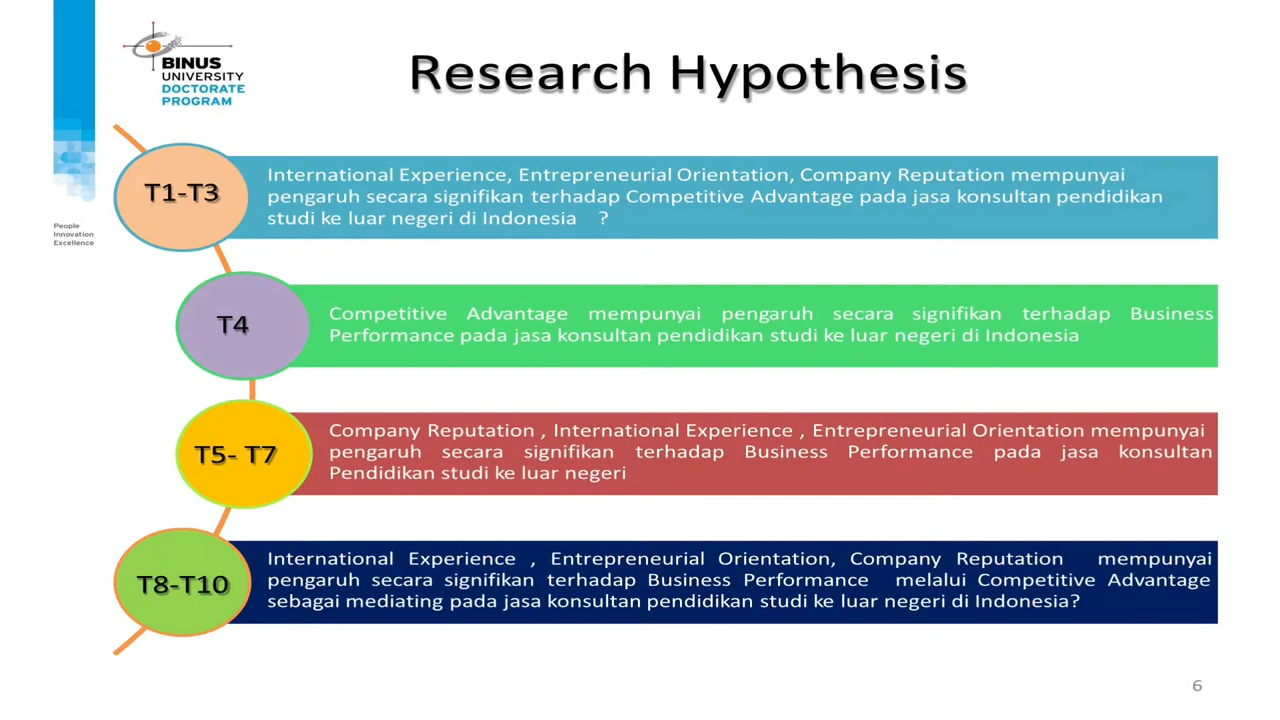 BINUS
UNIVERSITY
DOCTORATE
PROGRAM
Research Hypothesis
People
Innovation
Excellence
T1-T3
International Experience, Entrepreneurial Orientation, Company Reputation mempunyai
pengaruh secara signifikan terhadap Competitive Advantage pada jasa konsultan pendidikan
studi ke luar negeri di Indonesia ?
T4
Competitive Advantage mempunyai pengaruh secara signifikan terhadap Business
Performance pada jasa konsultan pendidikan studi ke luar negeri di Indonesia
T5- T7
Company Reputation , International Experience , Entrepreneurial Orientation mempunyai
pengaruh secara signifikan terhadap Business Performance pada jasa konsultan
Pendidikan studi ke luar negeri
T8-T10
International Experience , Entrepreneurial Orientation, Company Reputation mempunyai
pengaruh secara signifikan terhadap Business Performance melalui Competitive Advantage
sebagai mediating pada jasa konsultan pendidikan studi ke luar negeri di Indonesia?
6